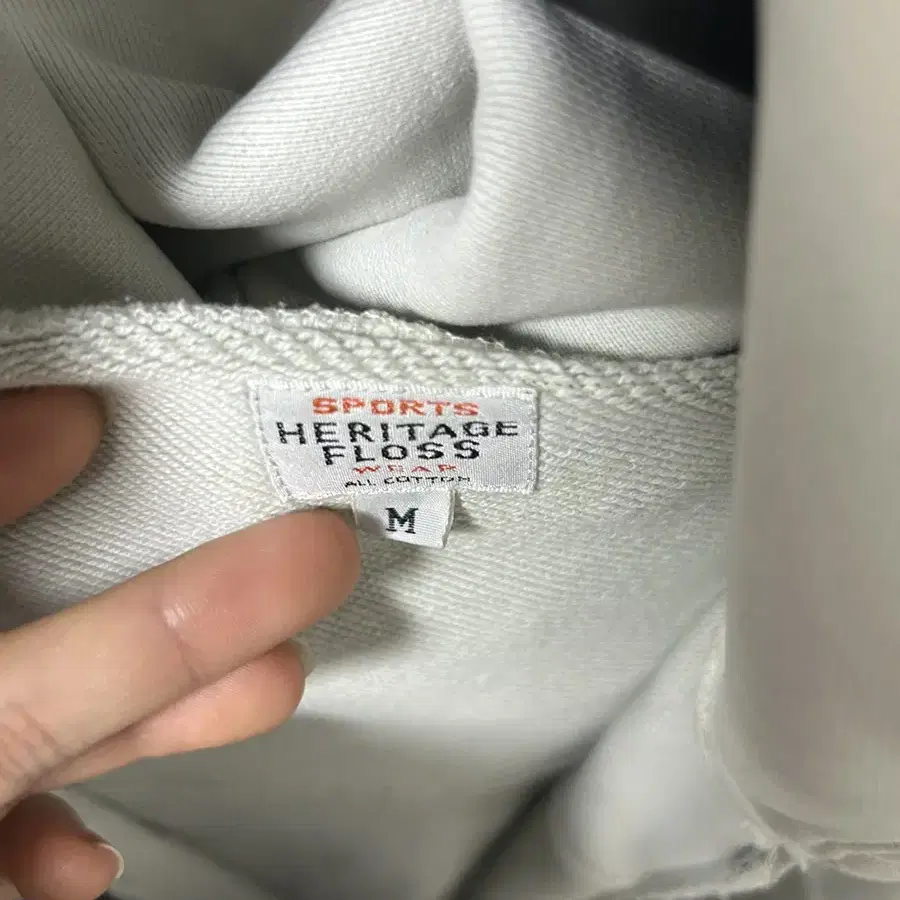 SPORTS
HERITAGE
FLOSS
WEAR
ALL COTTON
M